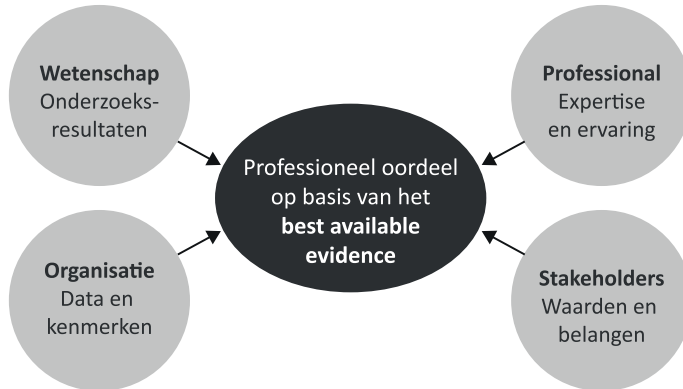 Wetenschap
Onderzoeks-
resultaten
Professional
Expertise
en ervaring
Professioneel oordeel
op basis van het
best available
evidence
Organisatie
Data en
kenmerken
Stakeholders
Waarden en
belangen